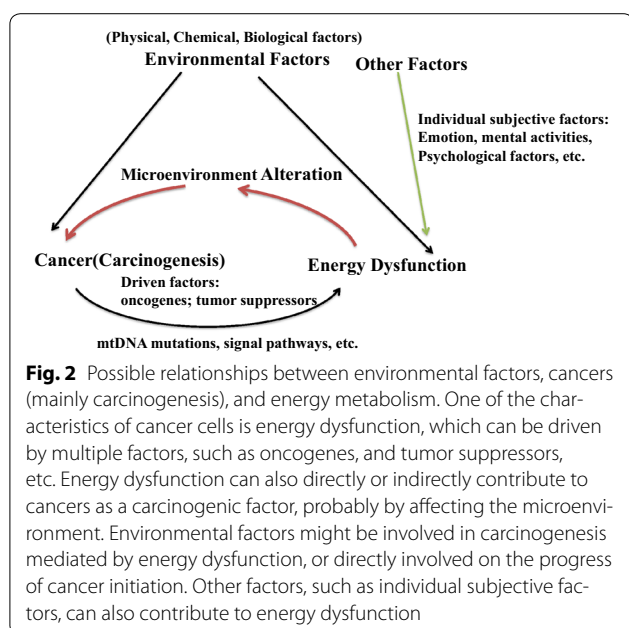 (Physical, Chemical, Biological factors)
Environmental Factors
Other Factors
Individual subjective factors:
Emotion, mental activities,
Psychological factors, etc.
Microenvironment Alteration
Cancer(Carcinogenesis)
Energy Dysfunction
Driven factors:
oncogenes; tumor suppressors
mtDNA mutations, signal pathways, etc.
Fig. 2 Possible relationships between environmental factors, cancers
(mainly carcinogenesis), and energy metabolism. One of the char-
acteristics of cancer cells is energy dysfunction, which can be driven
by multiple factors, such as oncogenes, and tumor suppressors,
etc. Energy dysfunction can also directly or indirectly contribute to
cancers as a carcinogenic factor, probably by affecting the microenvi-
ronment. Environmental factors might be involved in carcinogenesis
mediated by energy dysfunction, or directly involved on the progress
of cancer initiation. Other factors, such as individual subjective fac-
tors, can also contribute to energy dysfunction